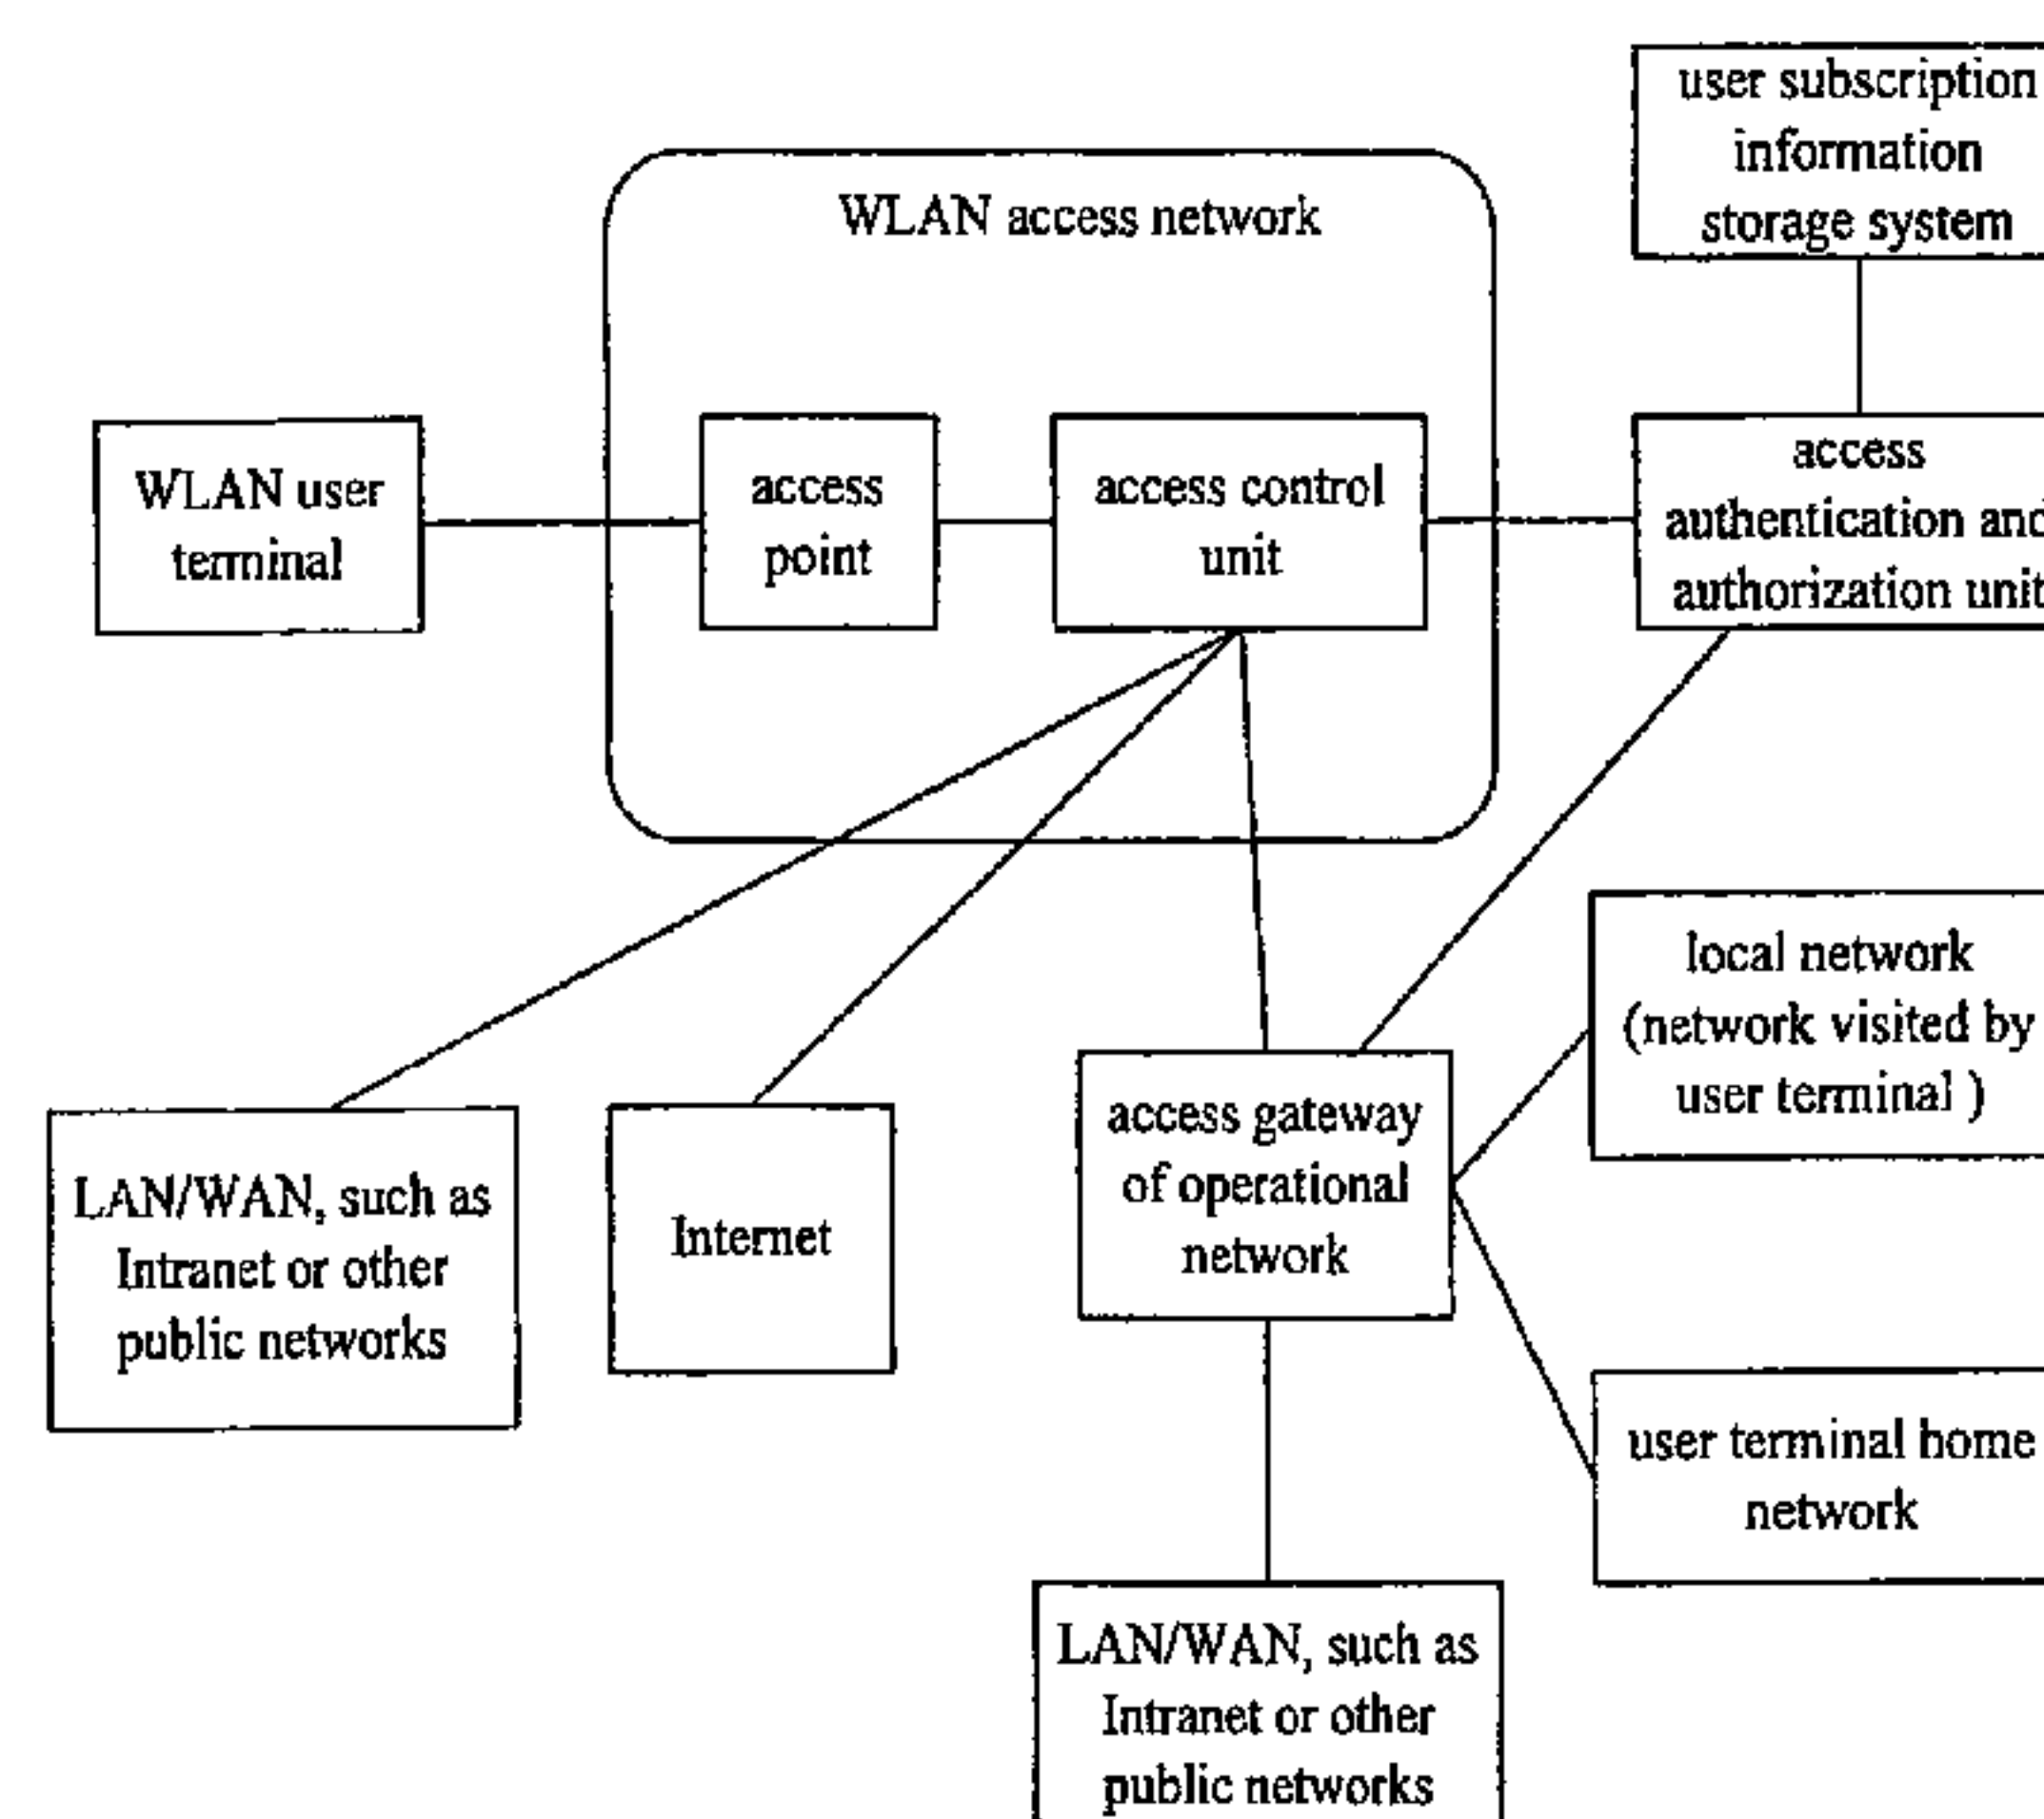 user subscription
information
storage system
WLAN access network
WLAN user
terminal
access
point
access control
unit
access
authentication and
authorization unit
local network
(network visited by
user terminal )
access gateway
of operational
network
LAN/WAN, such as
Intranet or other
public networks
Internet
user terminal home
network
LAN/WAN, such as
Intranet or other
public networks